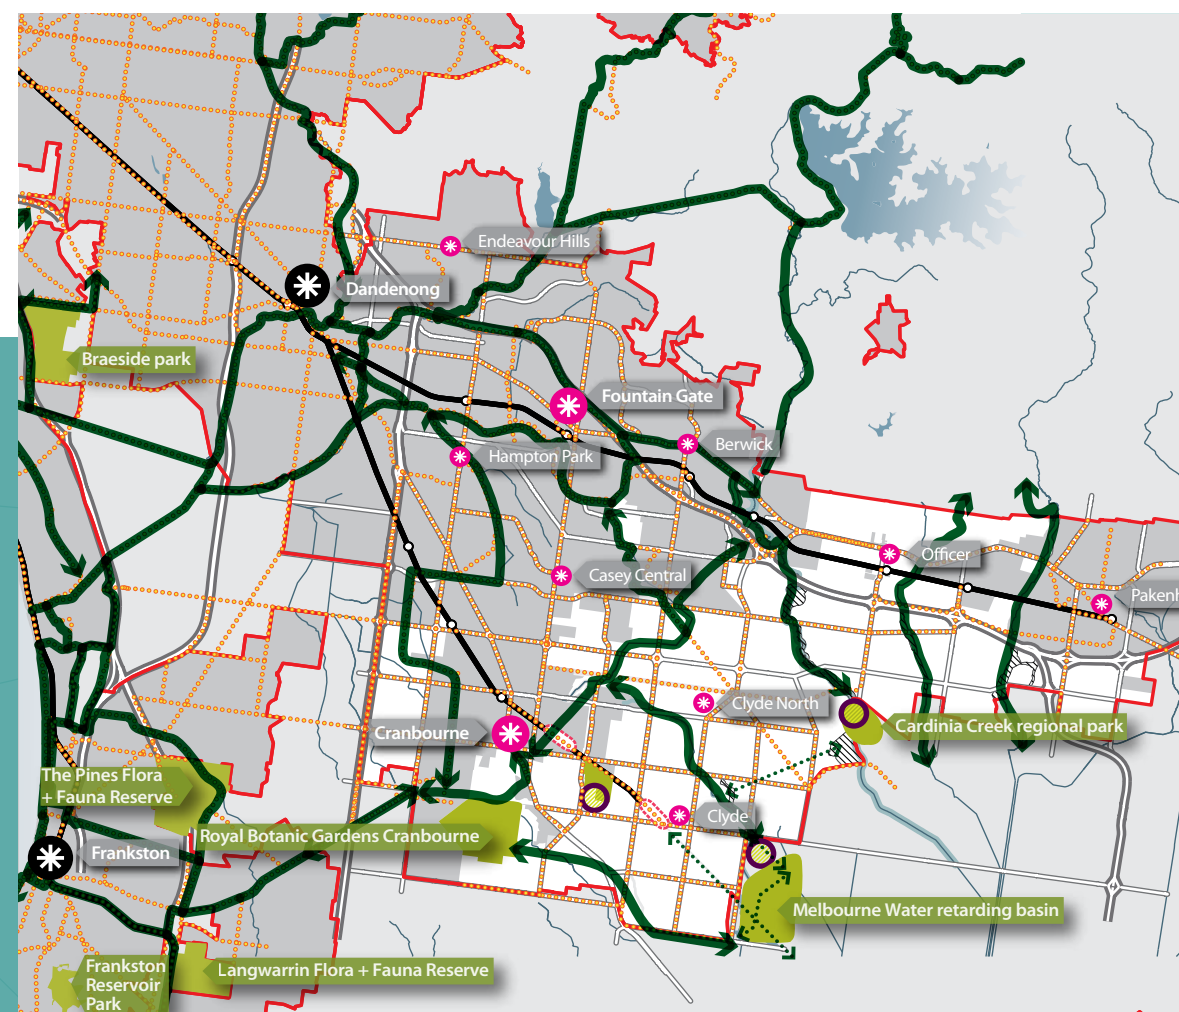 Endeavour Hills
Dandenong
Braeside park
Fountain Gate
Berwick
Hampton Park
Officer
Casey Central
Pakenh
Clyde North
Cardinia Creek regional park
Cranbourne
The Pines Flora
+ Fauna Reserve
Clyde
Royal Botanic Gardens Cranbourne
Frankston
Melbourne Water retarding basin
Frankston
Reservoir
Park
Langwarrin Flora + Fauna Reserve